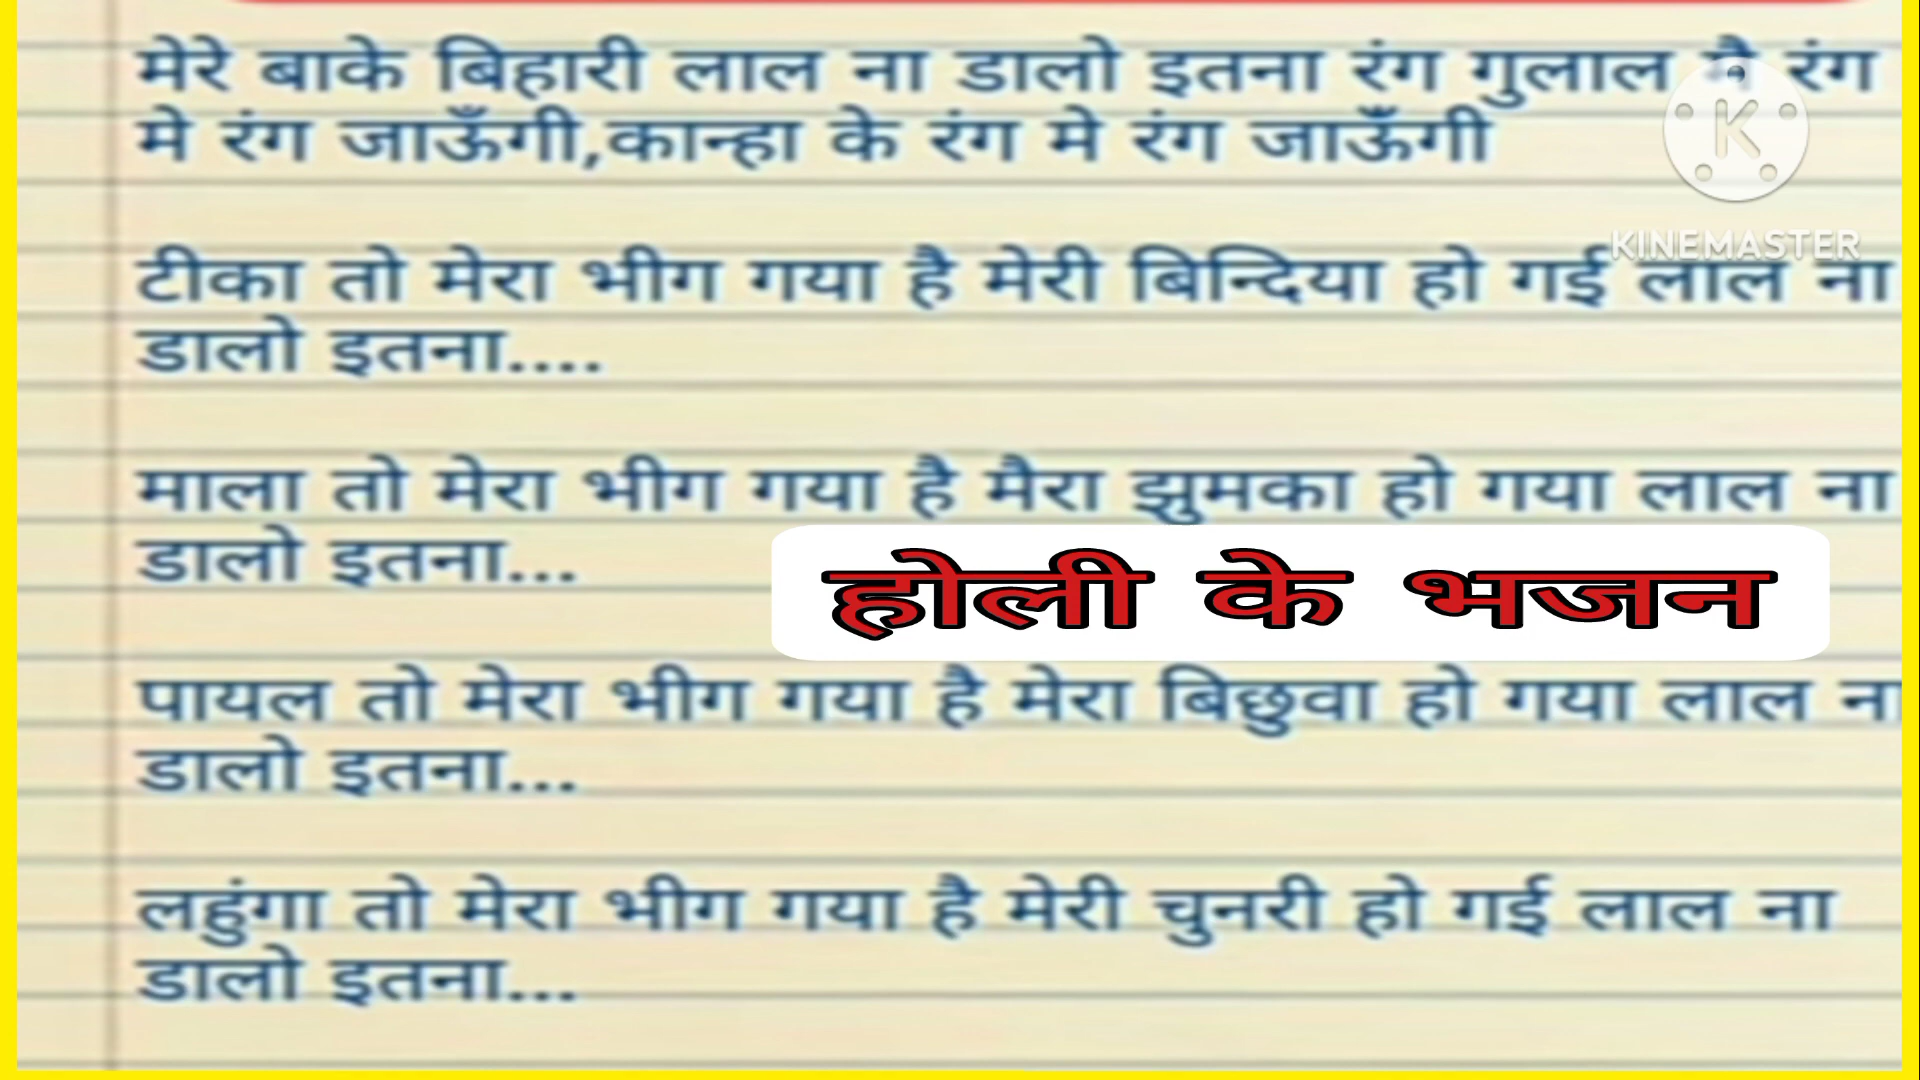 मेरे बाके बिहारी लाल ना डालो इतना रंग गुलाल मै रंग
मे रंग जाऊँगी,कान्हा के रंग मे रंग जाऊँगी
K
KINEMASTER
टीका तो मेरा भीग गया है मेरी बिन्दिया हो गई लाल ना
डालो इतना....
माला तो मेरा भीग गया है मैरा झुमका हो गया लाल ना
डालो इतना...
होली के भजन
पायल तो मेरा भीग गया है मेरा बिछुवा हो गया लाल ना
डालो इतना...
लहुंगा तो मेरा भीग गया है मेरी चुनरी हो गई लाल ना
डालो इतना...